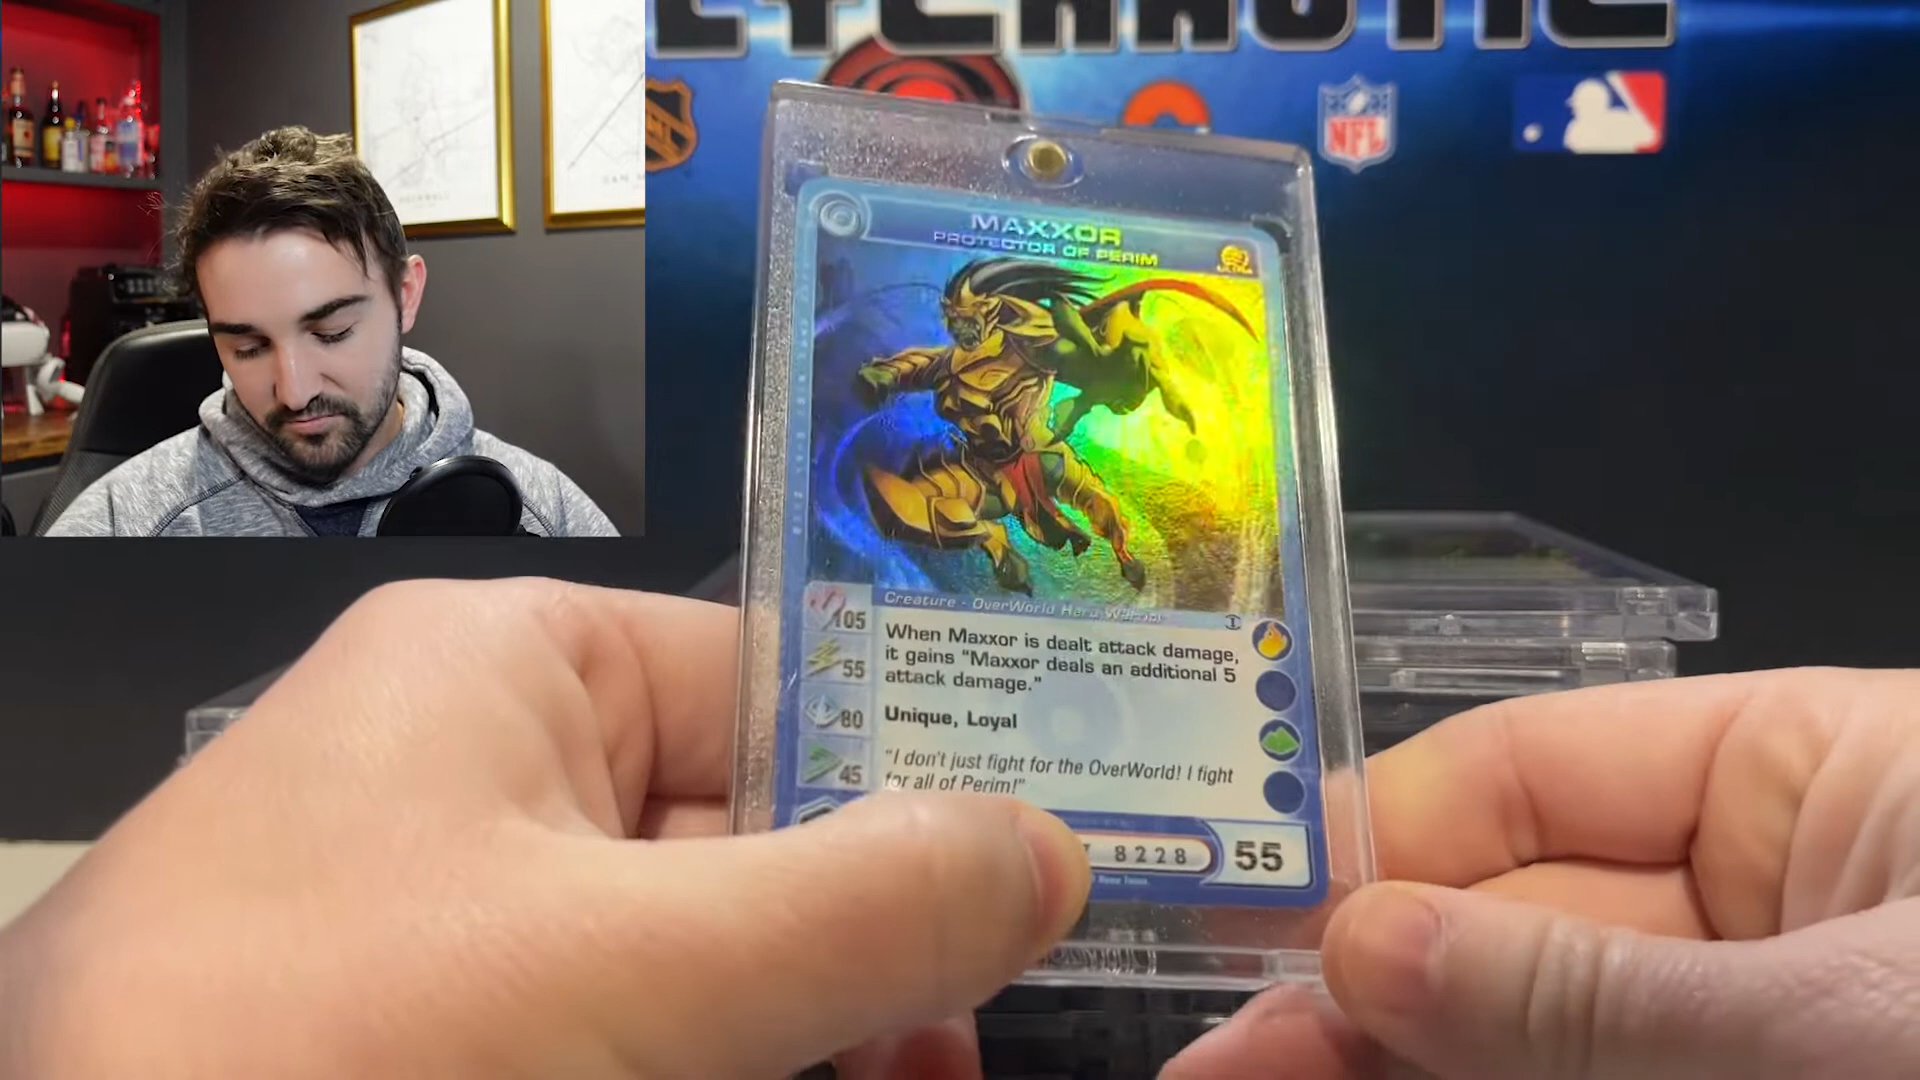 NFL
MAXXOR
PROTECTOR OF PERIM
ULTRA
105
Creature - OverWorld Hero Warrior
When Maxxor is dealt attack damage,
it gains “Maxxor deals an additional 5
attack damage.”
55
Unique, Loyal
80
“I don't just fight for the OverWorld! I fight
for all of Perim!”
45
8228
55